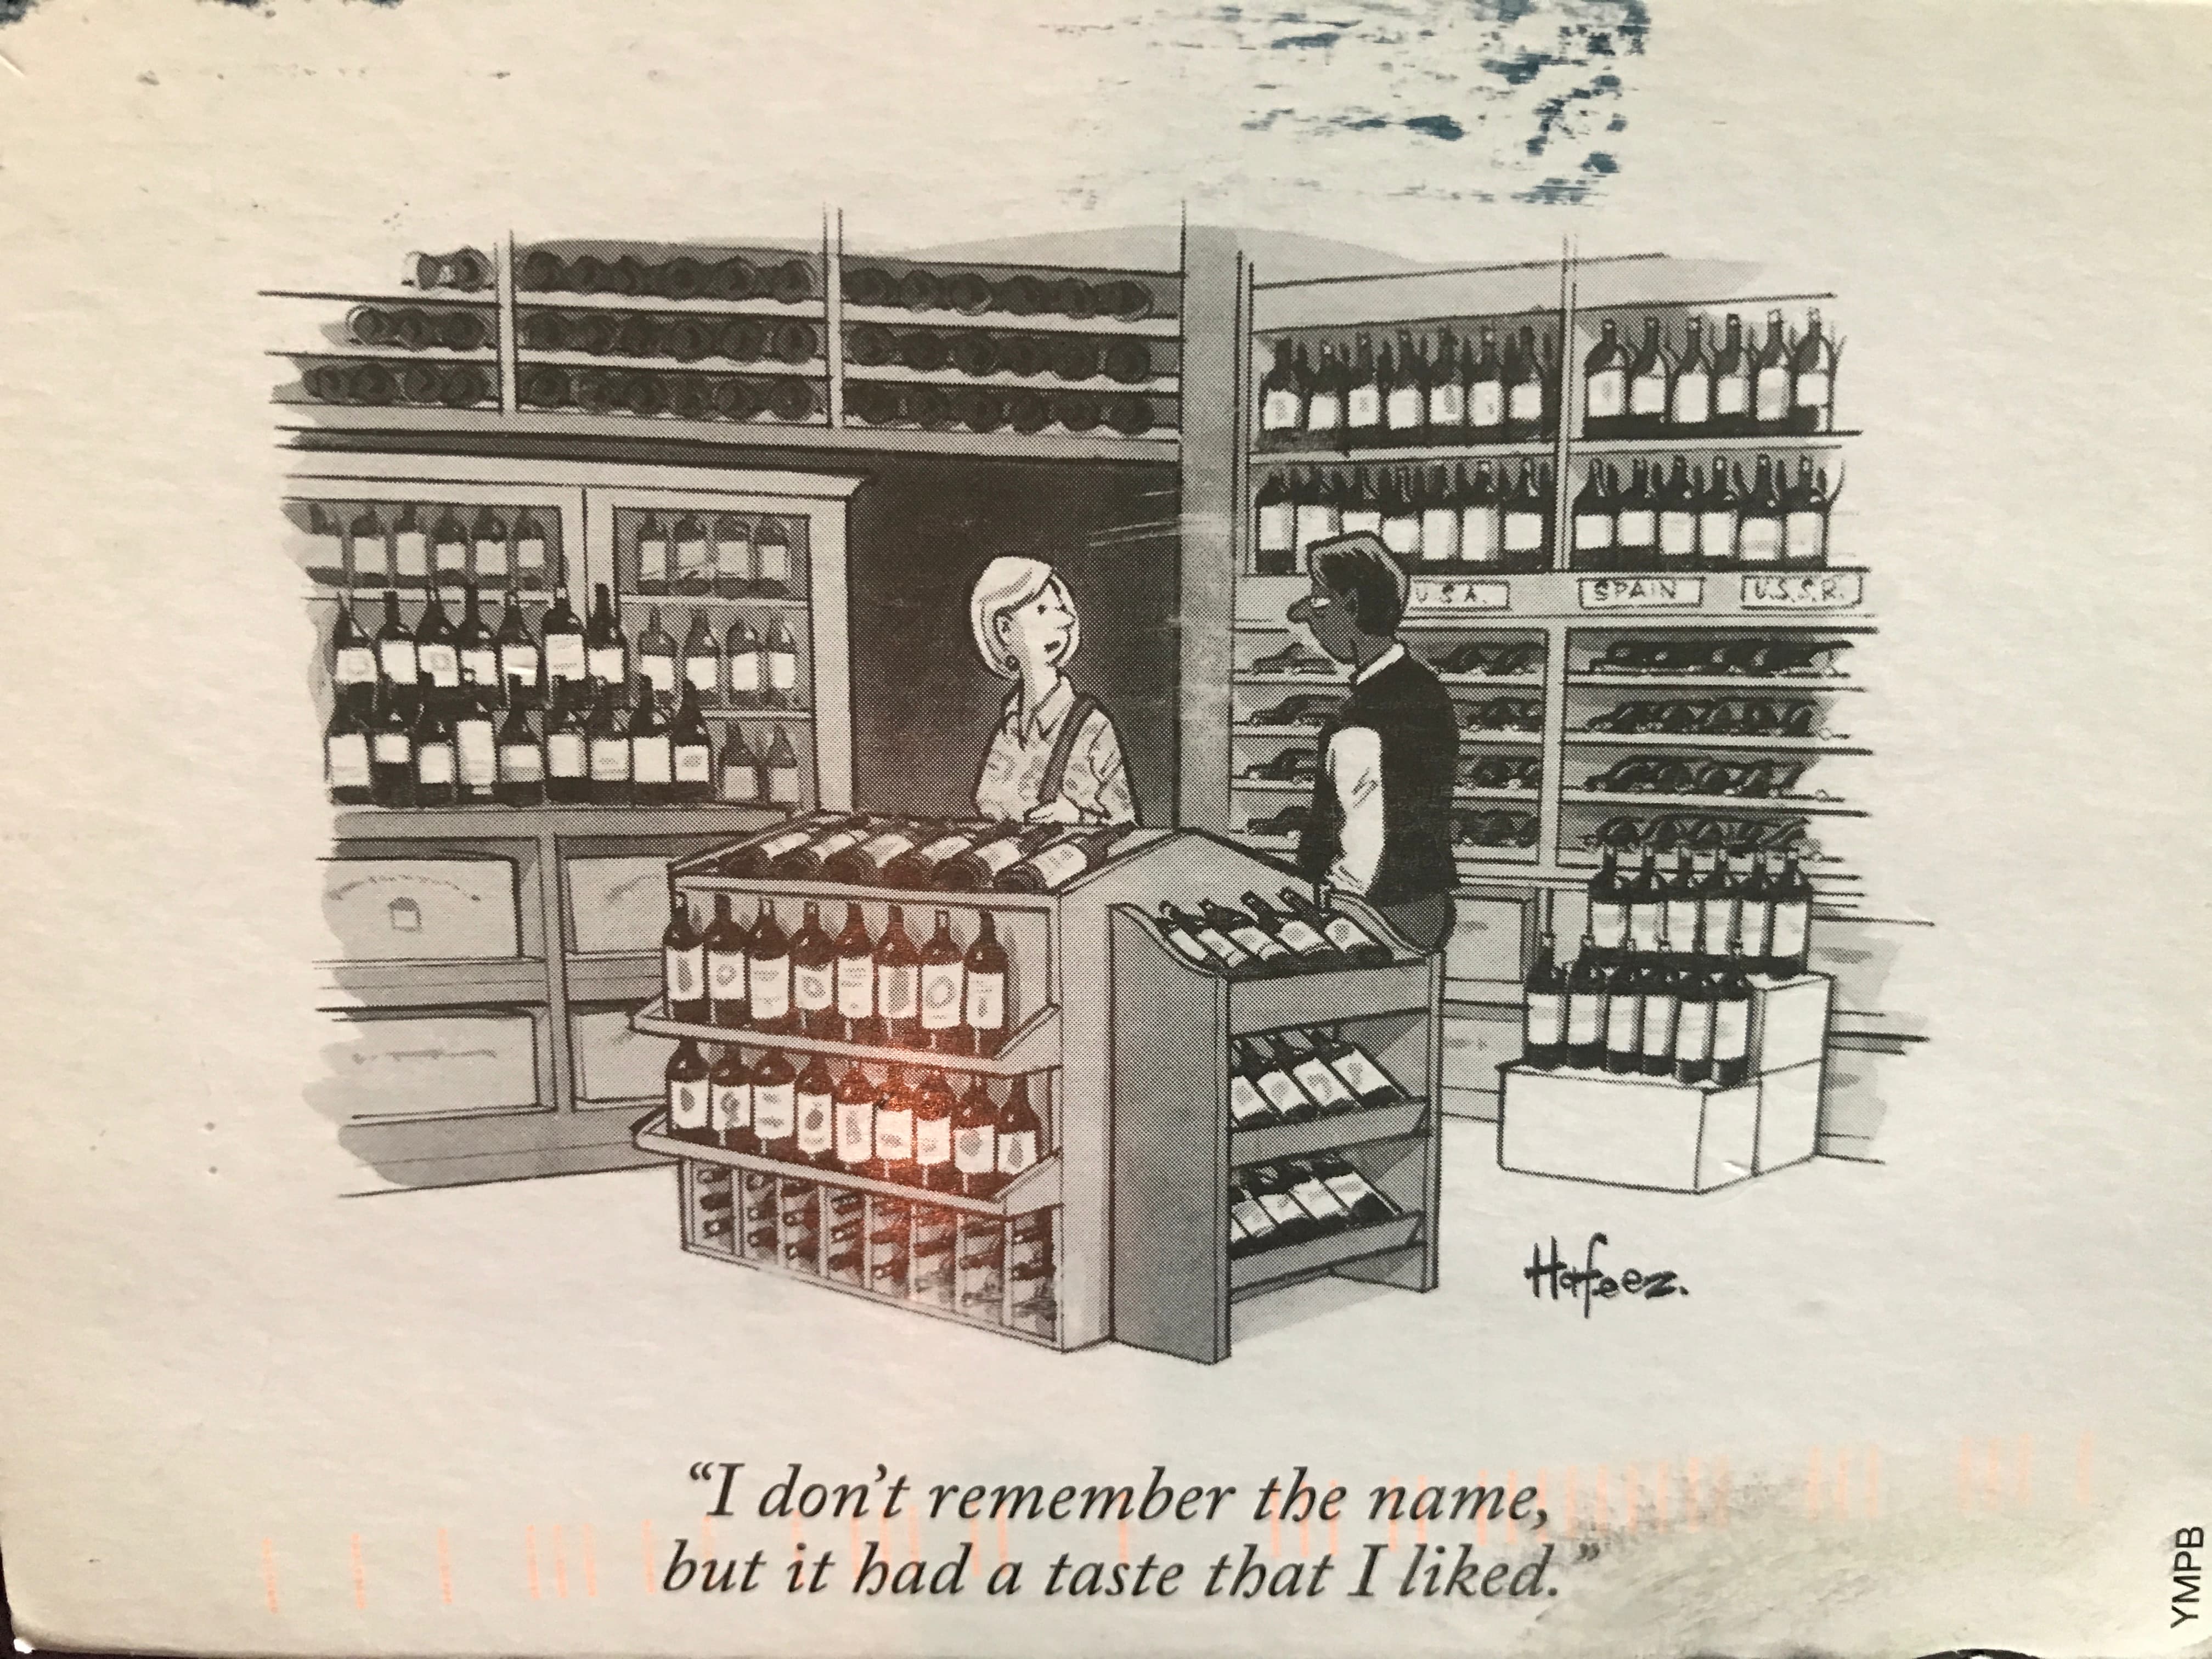 U.S.A.
SPAIN
U.S.S.R.
Hafeez.
“I don’t remember the name,
but it had a taste that I liked.”
YMPB